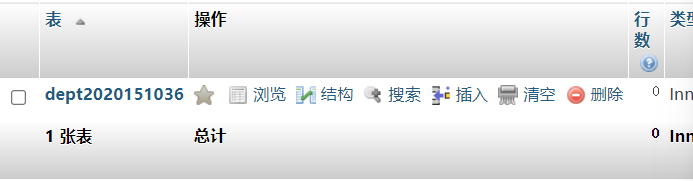 表 操作 行数 类型
dept2020151036 浏览 结构 搜索 插入 清空 删除 0 Inn
1 张表 总计 0 Inn